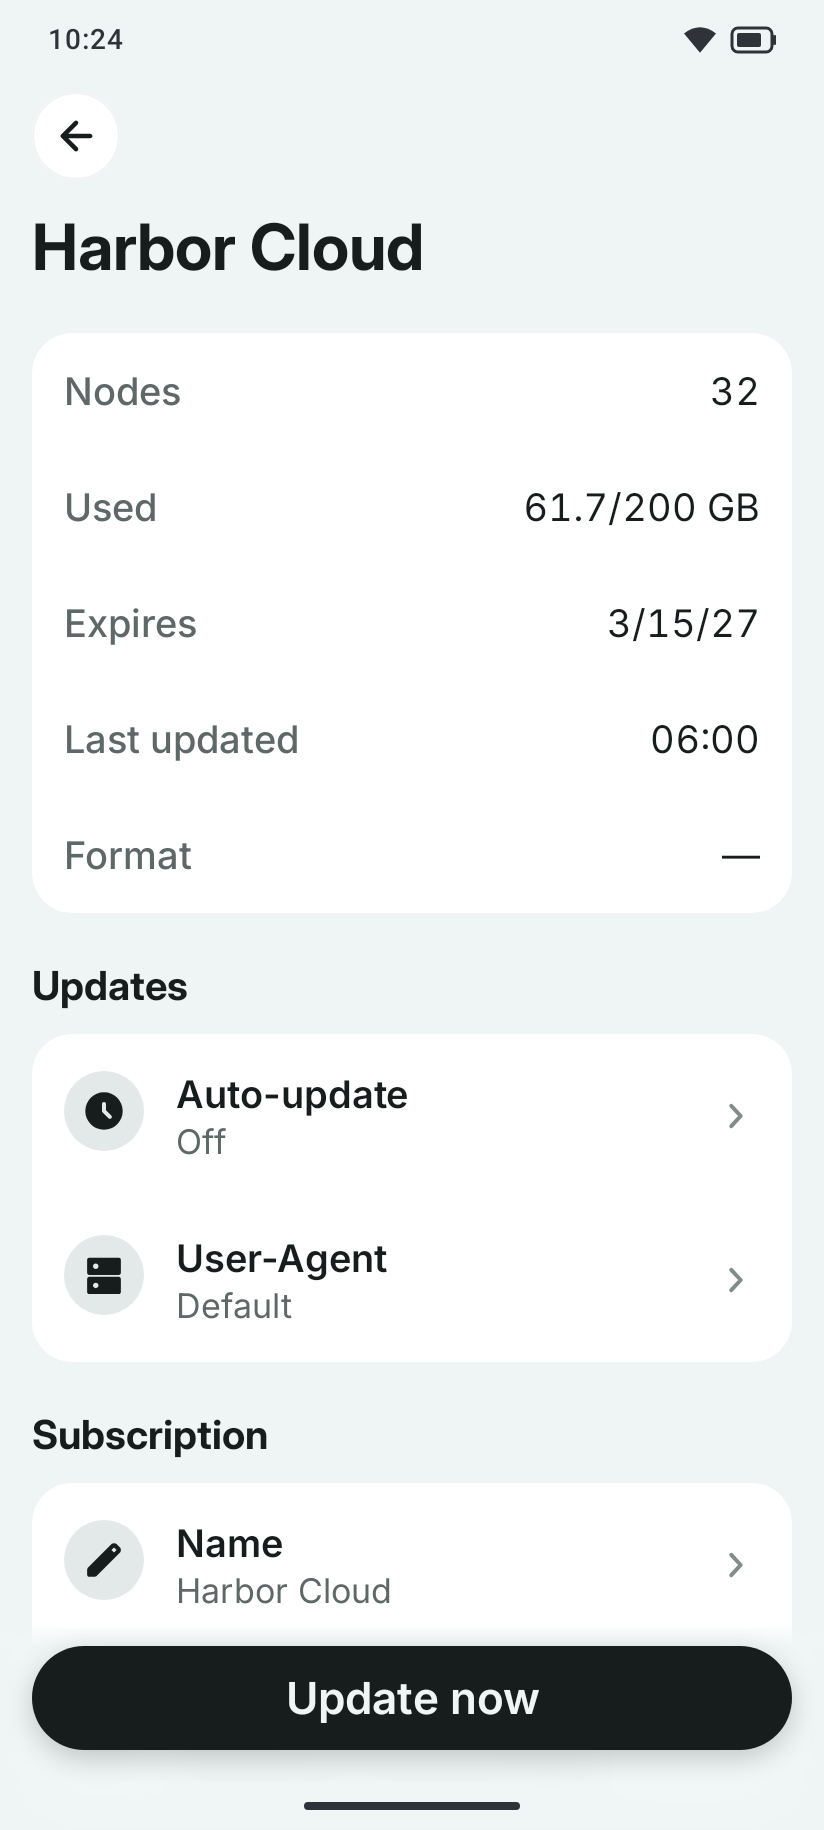 10:24
Harbor Cloud
Nodes 32
Used 61.7/200 GB
Expires 3/15/27
Last updated 06:00
Format —
Updates
Auto-update
Off
User-Agent
Default
Subscription
Name
Harbor Cloud
Update now